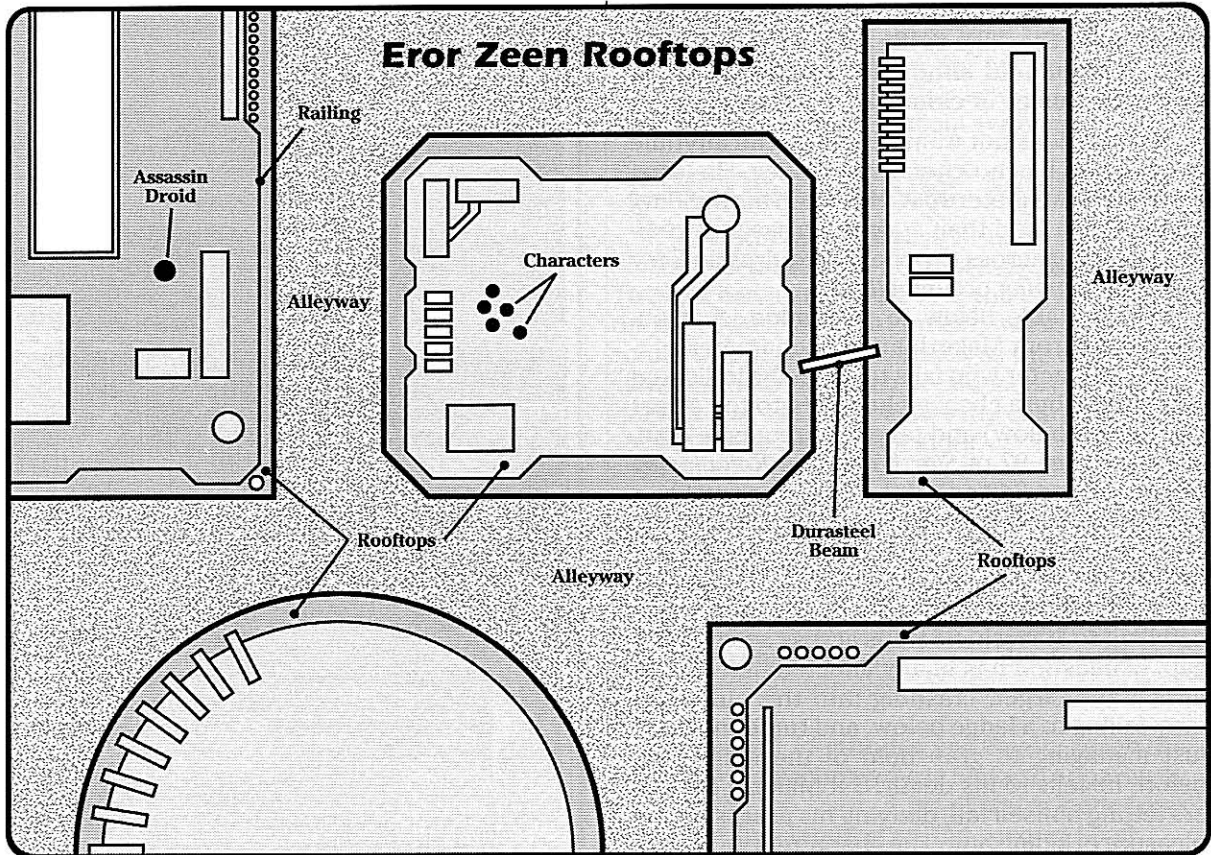 Eror Zeen Rooftops
Railing
Assassin
Droid
Characters
Alleyway
Alleyway
Durasteel
Beam
Rooftops
Rooftops
Alleyway